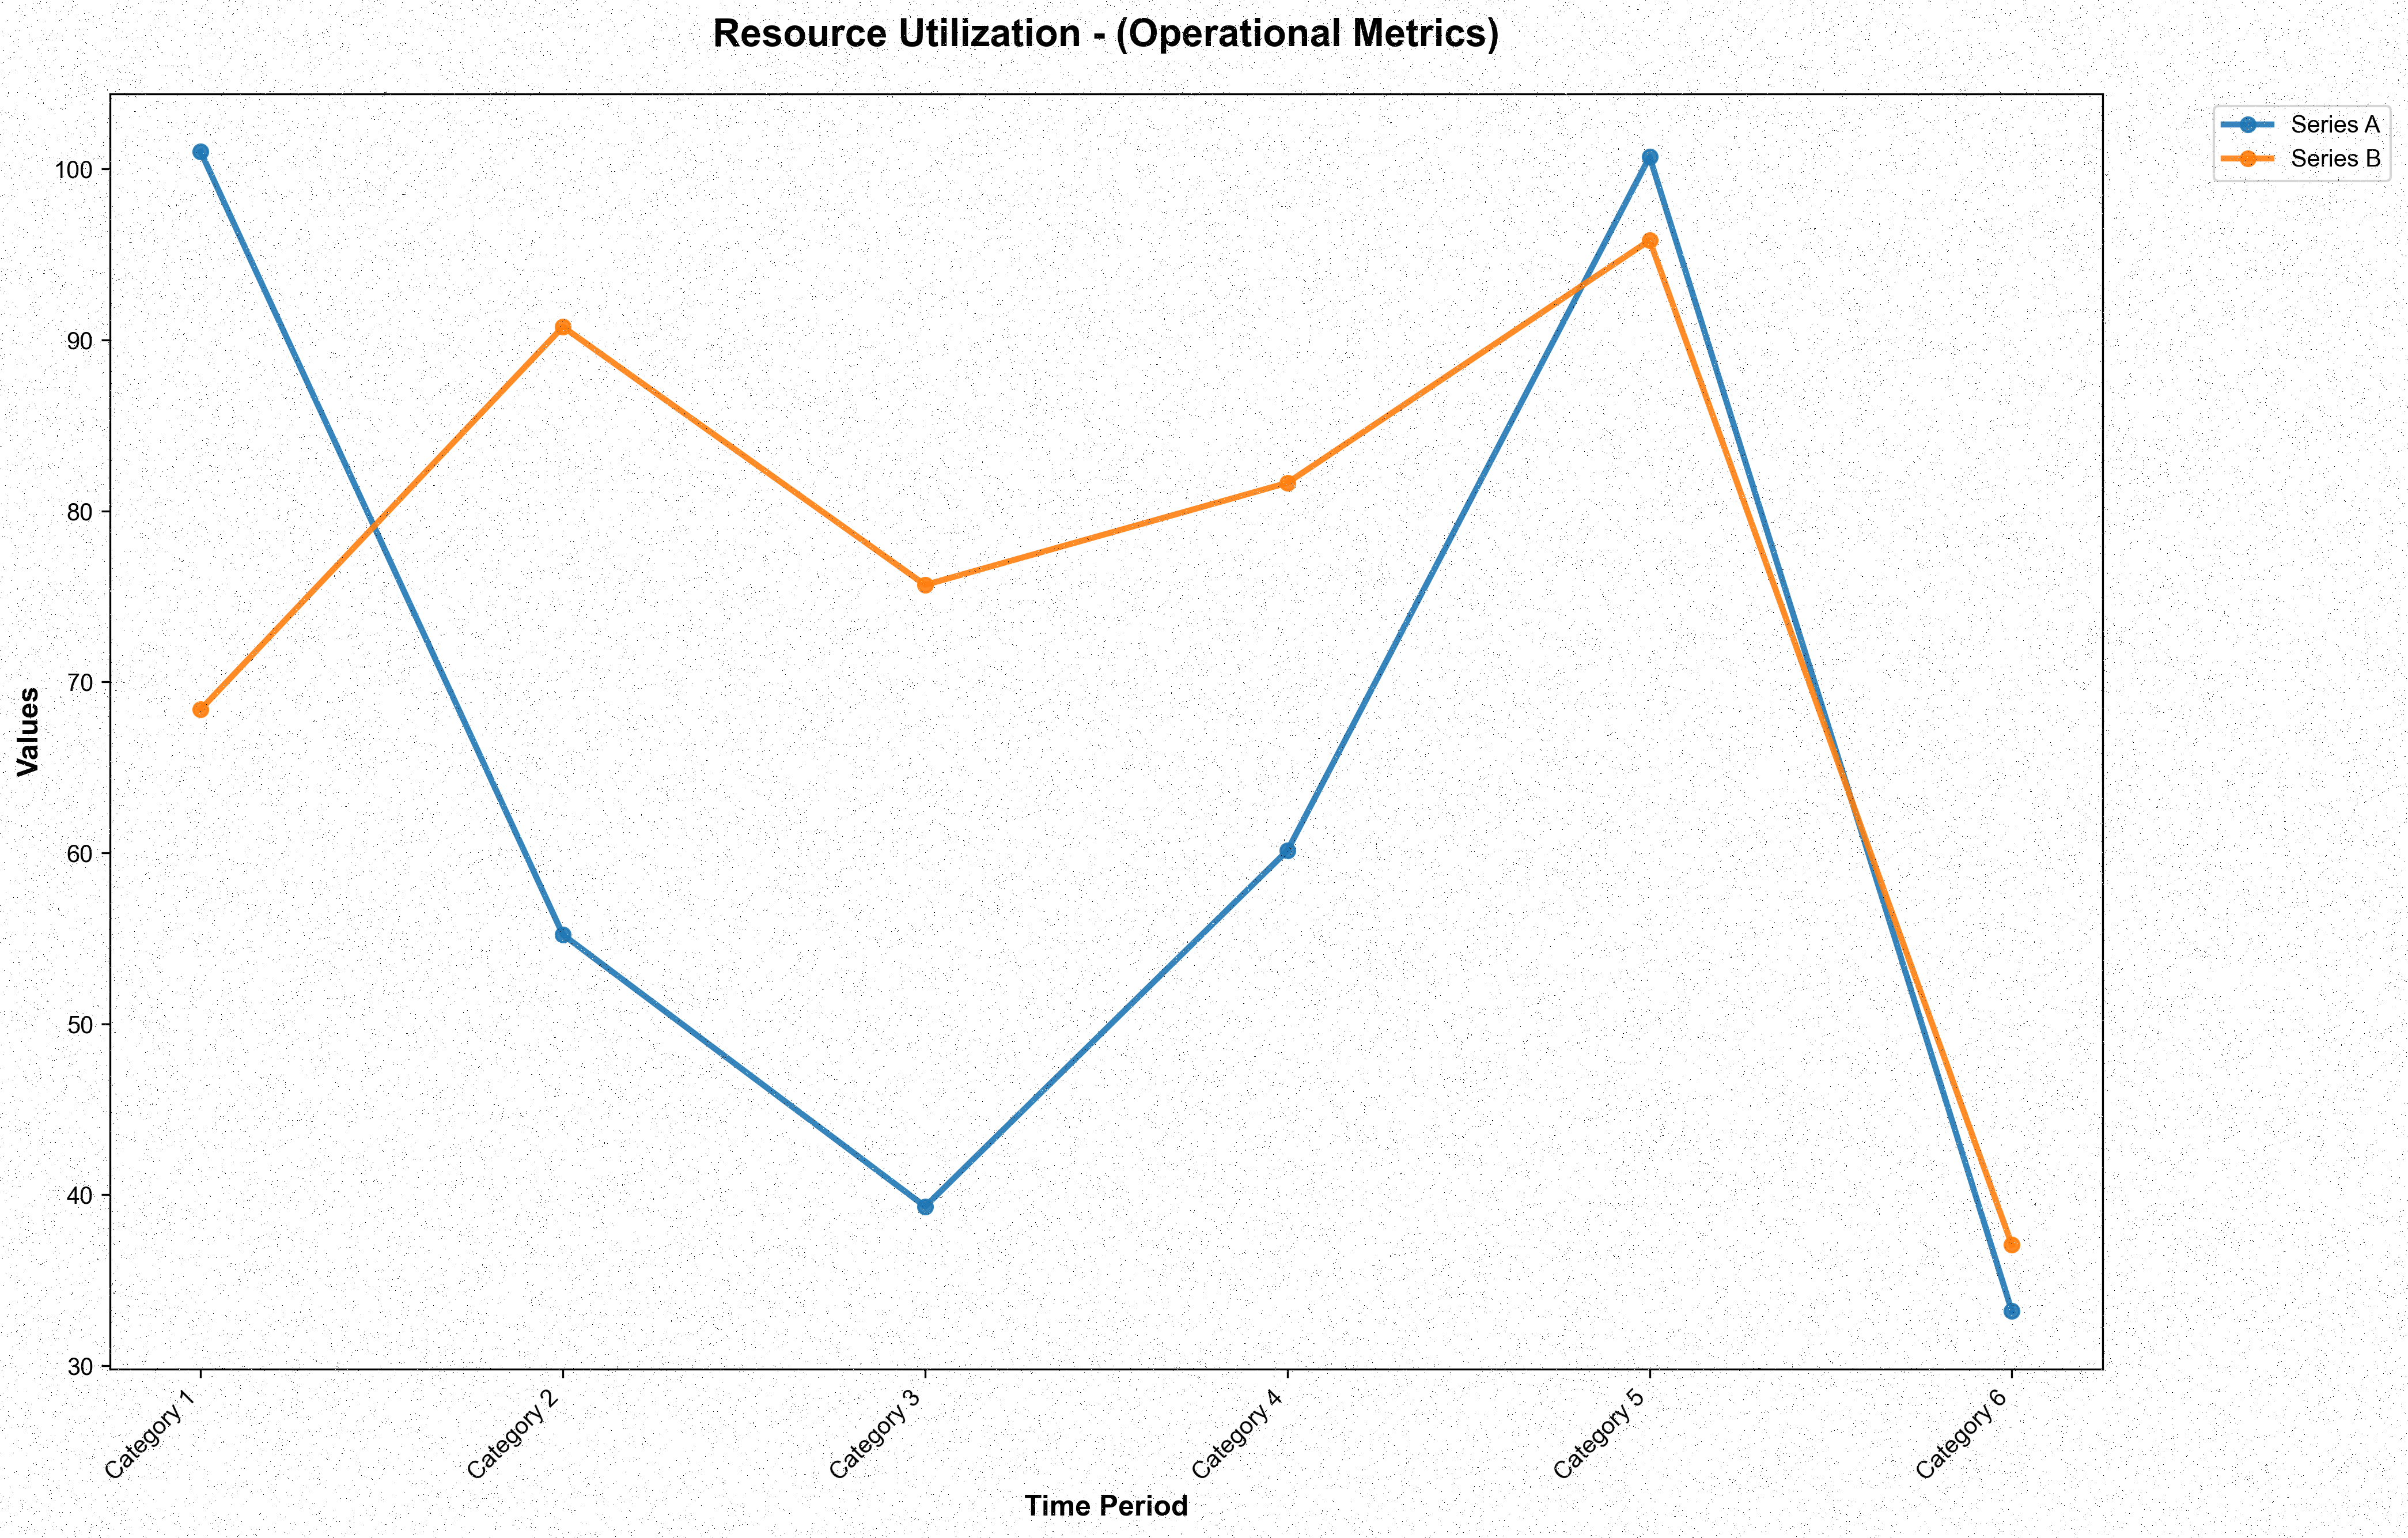 Resource Utilization - (Operational Metrics)
Series A
Series B
Values
100
90
80
70
60
50
40
30
Category 1
Category 2
Category 3
Category 4
Category 5
Category 6
Time Period